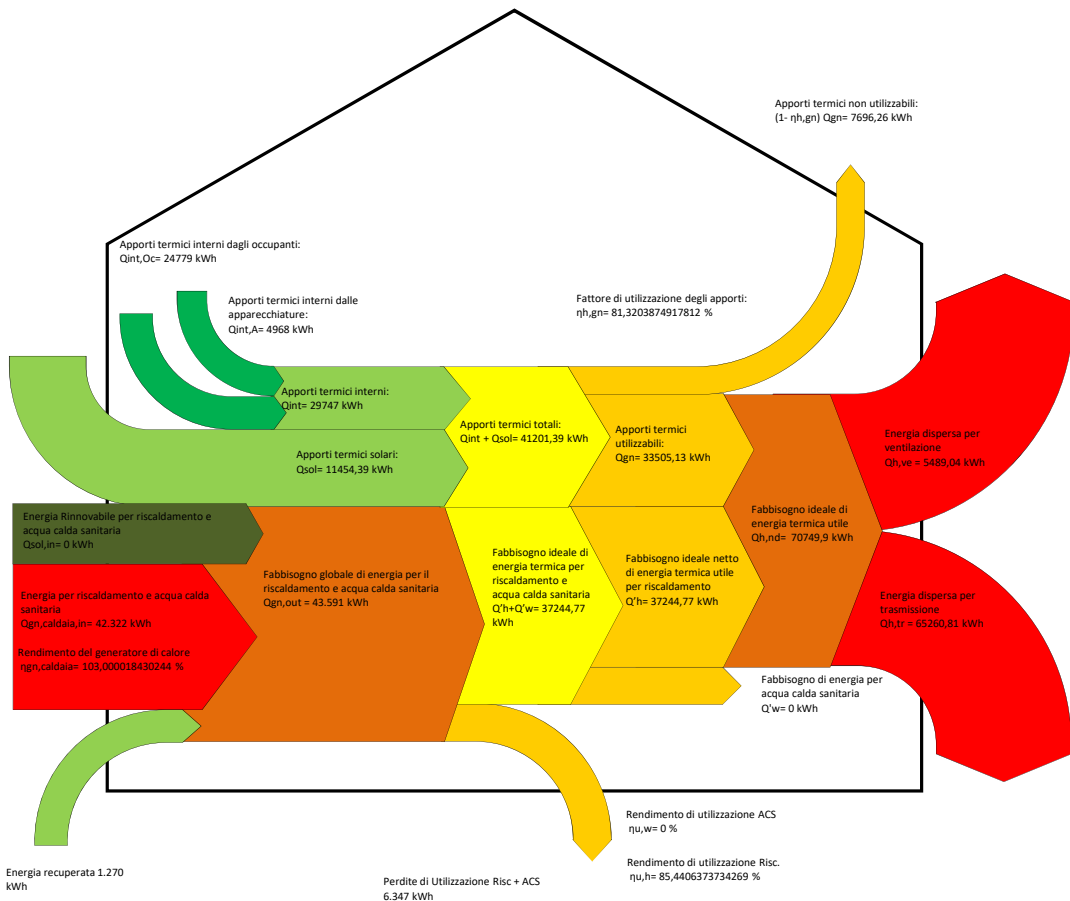 Apporti termici non utilizzabili:
(1- ηh,gn) Qgn= 7696,26 kWh
Apporti termici interni dagli occupanti:
Qint,Oc= 24779 kWh
Apporti termici interni dalle
apparecchiature:
Qint,A= 4968 kWh
Fattore di utilizzazione degli apporti:
ηh,gn= 81,3203874917812 %
Apporti termici interni:
Qint= 29747 kWh
Apporti termici totali:
Qint + Qsol= 41201,39 kWh
Apporti termici
utilizzabili:
Qgn= 33505,13 kWh
Energia dispersa per
ventilazione
Qh,ve = 5489,04 kWh
Apporti termici solari:
Qsol= 11454,39 kWh
Energia Rinnovabile per riscaldamento e
acqua calda sanitaria
Qsol,in= 0 kWh
Fabbisogno ideale di
energia termica utile
Qh,nd= 70749,9 kWh
Energia per riscaldamento e acqua calda
sanitaria
Qgn,caldaia,in= 42.322 kWh
Rendimento del generatore di calore
ηgn,caldaia= 103,000018430244 %
Fabbisogno globale di energia per il
riscaldamento e acqua calda sanitaria
Qgn,out = 43.591 kWh
Fabbisogno ideale di
energia termica per
riscaldamento e
acqua calda sanitaria
Q’h+Q’w= 37244,77
kWh
Fabbisogno ideale netto
di energia termica utile
per riscaldamento
Q’h= 37244,77 kWh
Energia dispersa per
trasmissione
Qh,tr = 65260,81 kWh
Fabbisogno di energia per
acqua calda sanitaria
Q'w= 0 kWh
Energia recuperata 1.270
kWh
Perdite di Utilizzazione Risc + ACS
6.347 kWh
Rendimento di utilizzazione ACS
ηu,w= 0 %
Rendimento di utilizzazione Risc.
ηu,h= 85,4406373734269 %